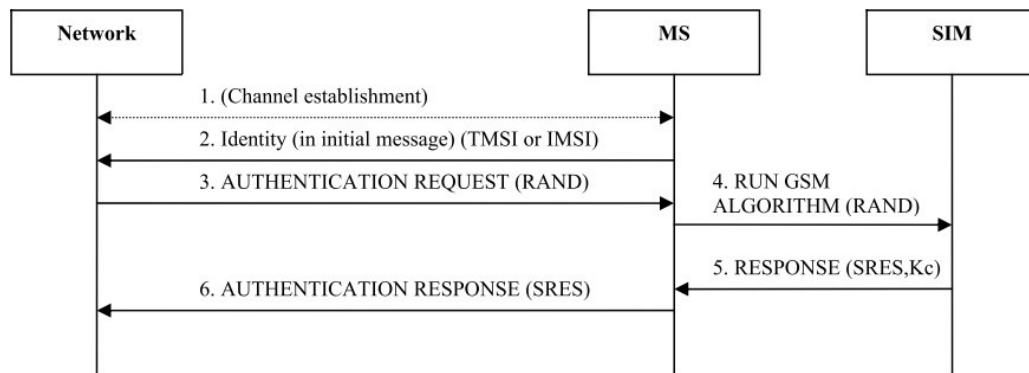 Network
MS
SIM
1. (Channel establishment)
2. Identity (in initial message) (TMSI or IMSI)
3. AUTHENTICATION REQUEST (RAND)
4. RUN GSM
ALGORITHM (RAND)
5. RESPONSE (SRES,Kc)
6. AUTHENTICATION RESPONSE (SRES)